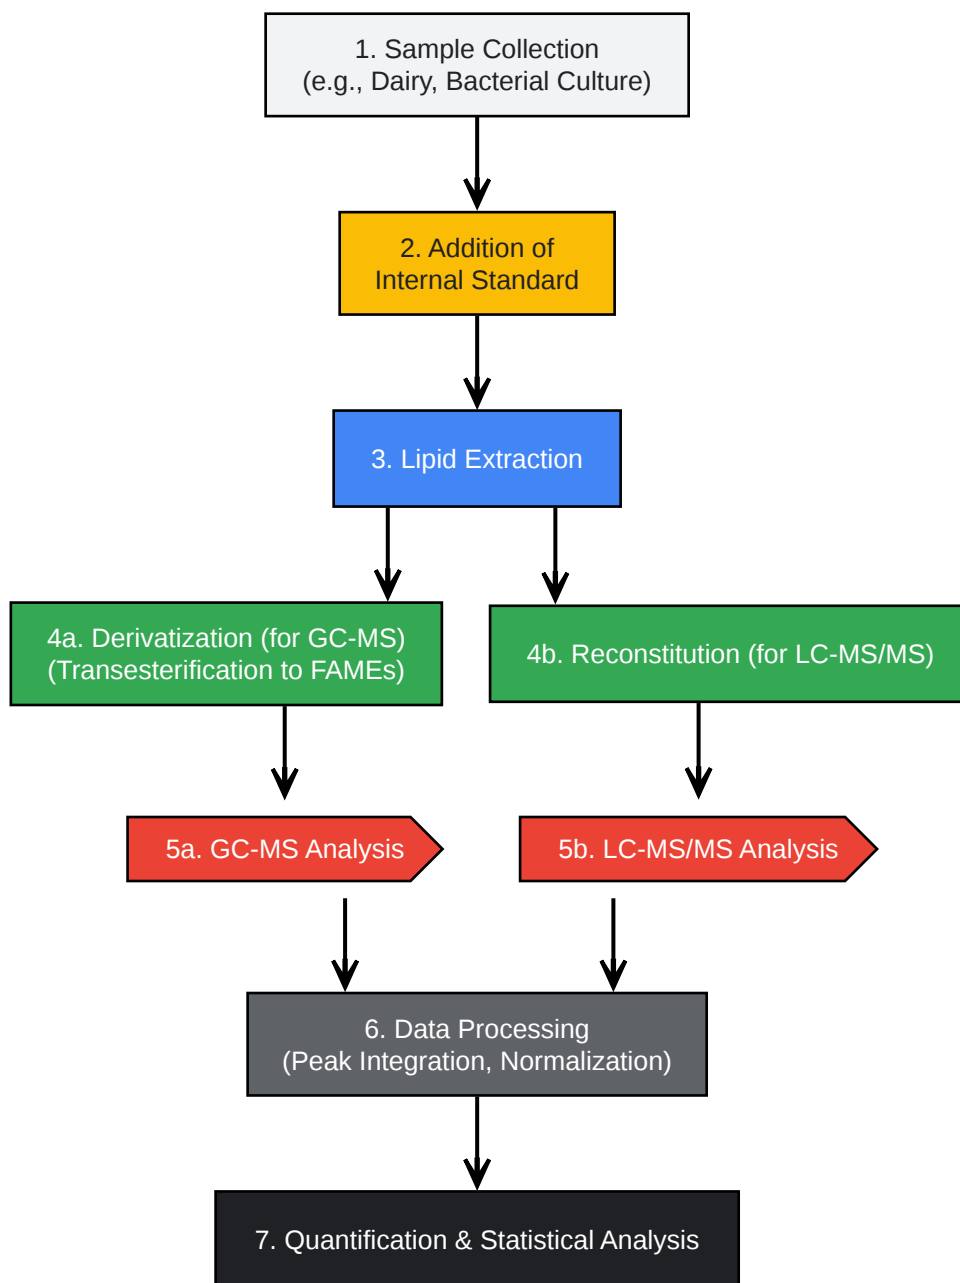 1. Sample Collection
(e.g., Dairy, Bacterial Culture)
2. Addition of
Internal Standard
3. Lipid Extraction
4a. Derivatization (for GC-MS)
(Transesterification to FAMEs)
4b. Reconstitution (for LC-MS/MS)
5a. GC-MS Analysis
5b. LC-MS/MS Analysis
6. Data Processing
(Peak Integration, Normalization)
7. Quantification & Statistical Analysis